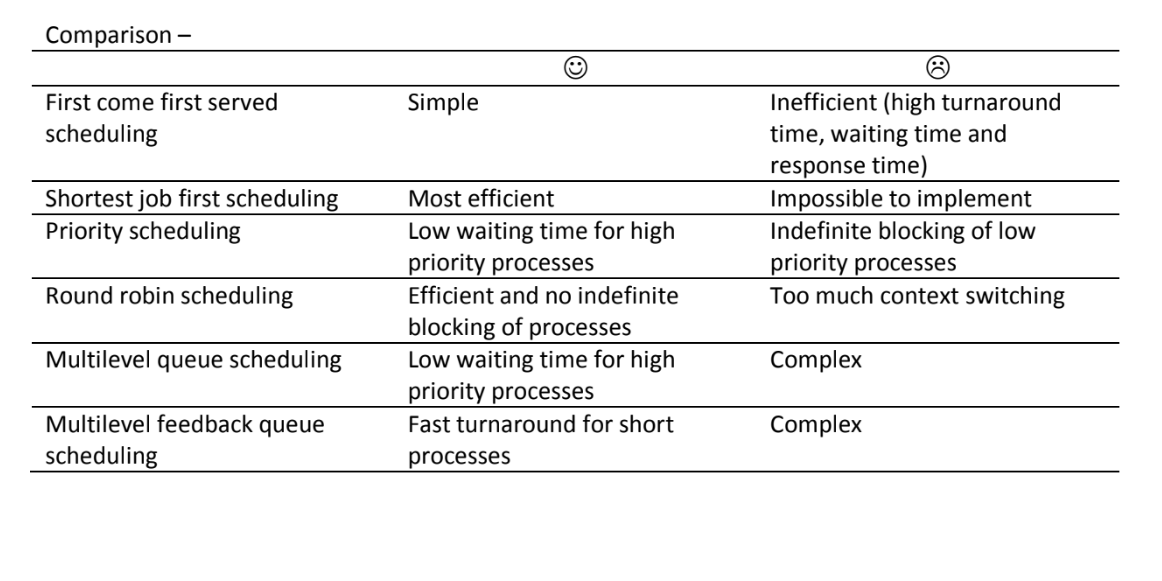 Comparison –
☺ ☹
First come first served
scheduling
Simple
Inefficient (high turnaround
time, waiting time and
response time)
Shortest job first scheduling
Most efficient
Impossible to implement
Priority scheduling
Low waiting time for high
priority processes
Indefinite blocking of low
priority processes
Round robin scheduling
Efficient and no indefinite
blocking of processes
Too much context switching
Multilevel queue scheduling
Low waiting time for high
priority processes
Complex
Multilevel feedback queue
scheduling
Fast turnaround for short
processes
Complex